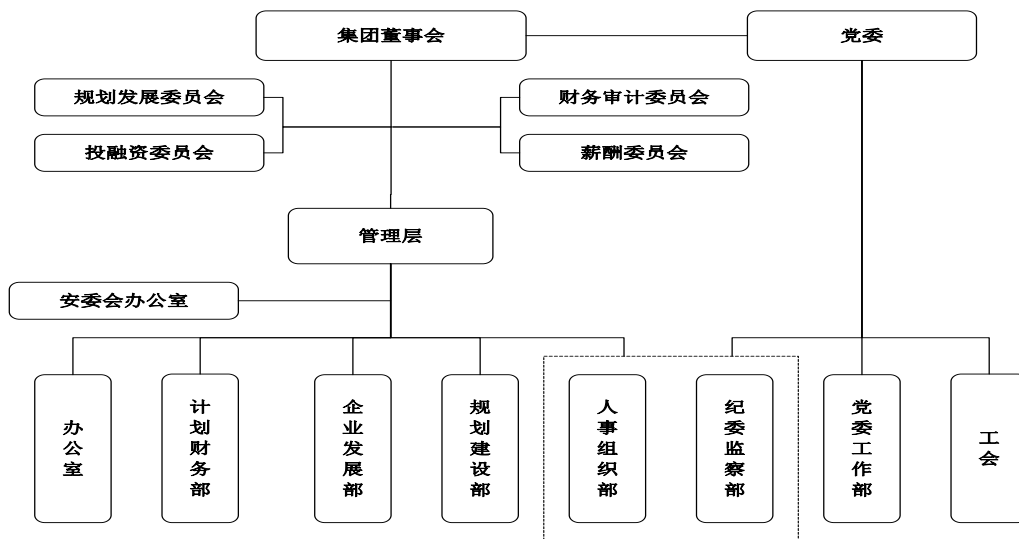 集团董事会
党委
规划发展委员会
财务审计委员会
投融资委员会
薪酬委员会
管理层
安委会办公室
办公室
计划财务部
企业发展部
规划建设部
人事组织部
纪委监察部
党委工作部
工会